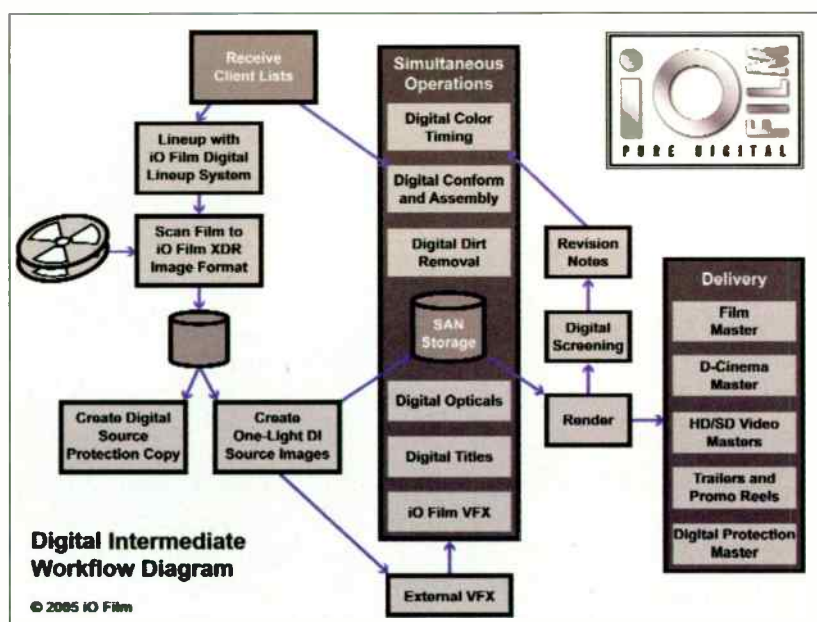 Receive
Client Lists
Lineup with
iO Film Digital
Lineup System
Scan Film to
iO Film XDR
Image Format
Create Digital
Source
Protection Copy
Create
One-Light DI
Source Images
Simultaneous
Operations
Digital Color
Timing
Digital Conform
and Assembly
Digital Dirt
Removal
SAN
Storage
Digital Opticals
Digital Titles
iO Film VFX
External VFX
Revision
Notes
Digital
Screening
Render
iO FILM
PURE DIGITAL
Delivery
Film
Master
D-Cinema
Master
HD/SD Video
Masters
Trailers and
Promo Reels
Digital Protection
Master
Digital Intermediate
Workflow Diagram
© 2005 iO Film